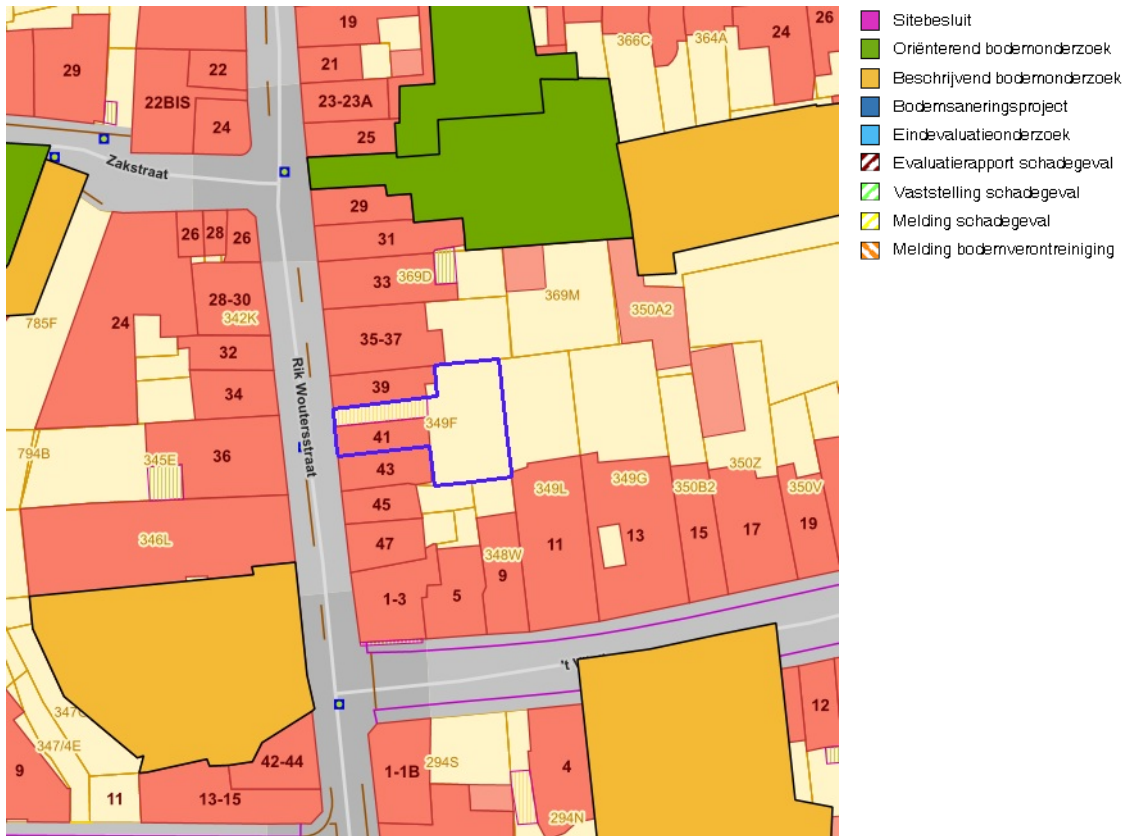 Sitebesluit
Oriënterend bodemonderzoek
Beschrijvend bodemonderzoek
Bodemsaneringsproject
Eindevaluatieonderzoek
Evaluatierapport schadegeval
Vaststelling schadegeval
Melding schadegeval
Melding bodemverontreiniging
19
366C
364A
24
26
29
22
21
22BIS
24
23-23A
25
Zakstraat
29
26
28
26
31
33
369D
369M
350A2
28-30
342K
785F
24
32
35-37
34
39
Rik Woutersstraat
349F
41
794B
345E
36
43
349L
349G
350B2
350Z
350V
45
346L
47
348W
11
13
15
17
19
9
1-3
5
't
347/4E
9
42-44
11
13-15
1-1B
294S
4
294N
12